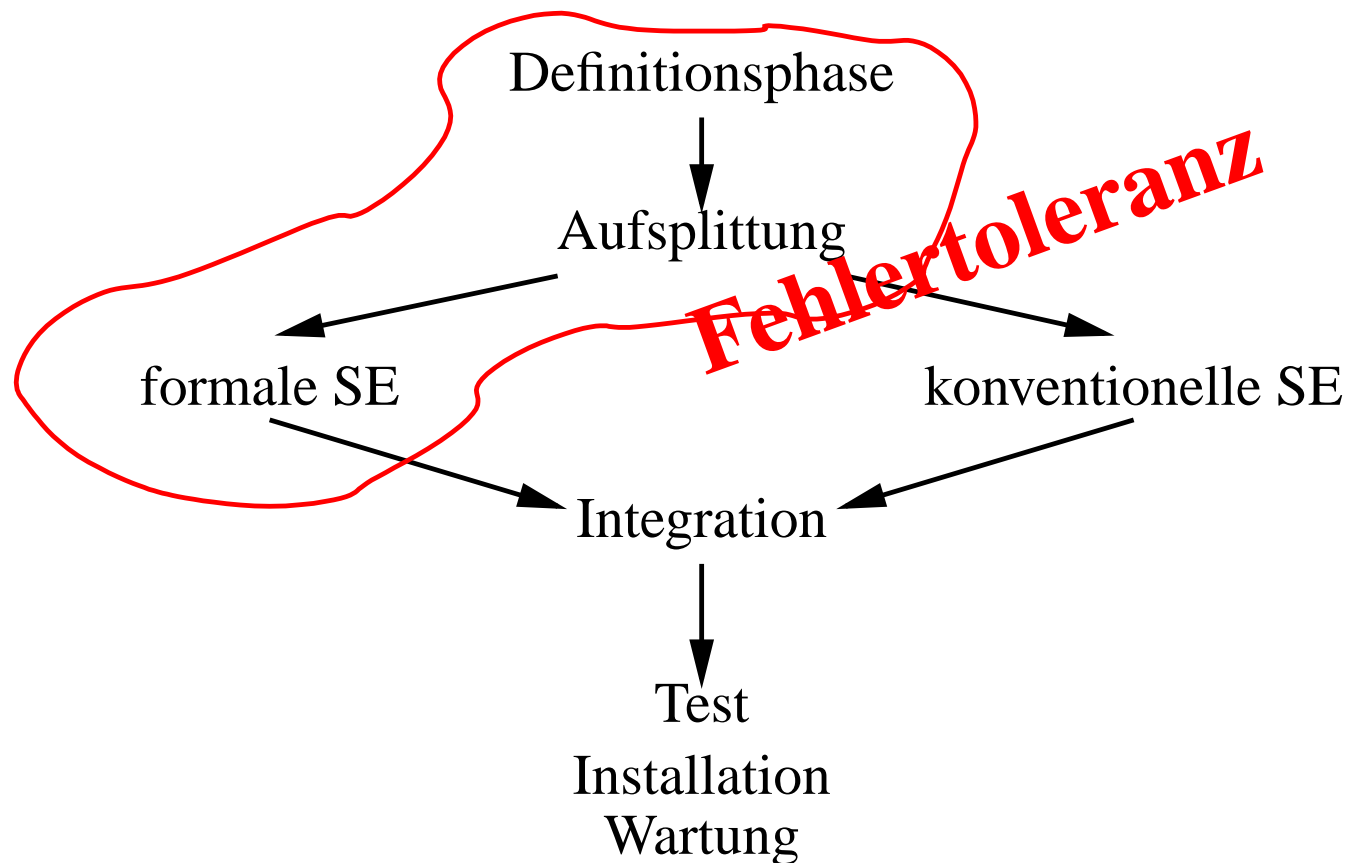 Definitionsphase
Aufsplittung
Fehlertoleranz
formale SE
konventionelle SE
Integration
Test
Installation
Wartung